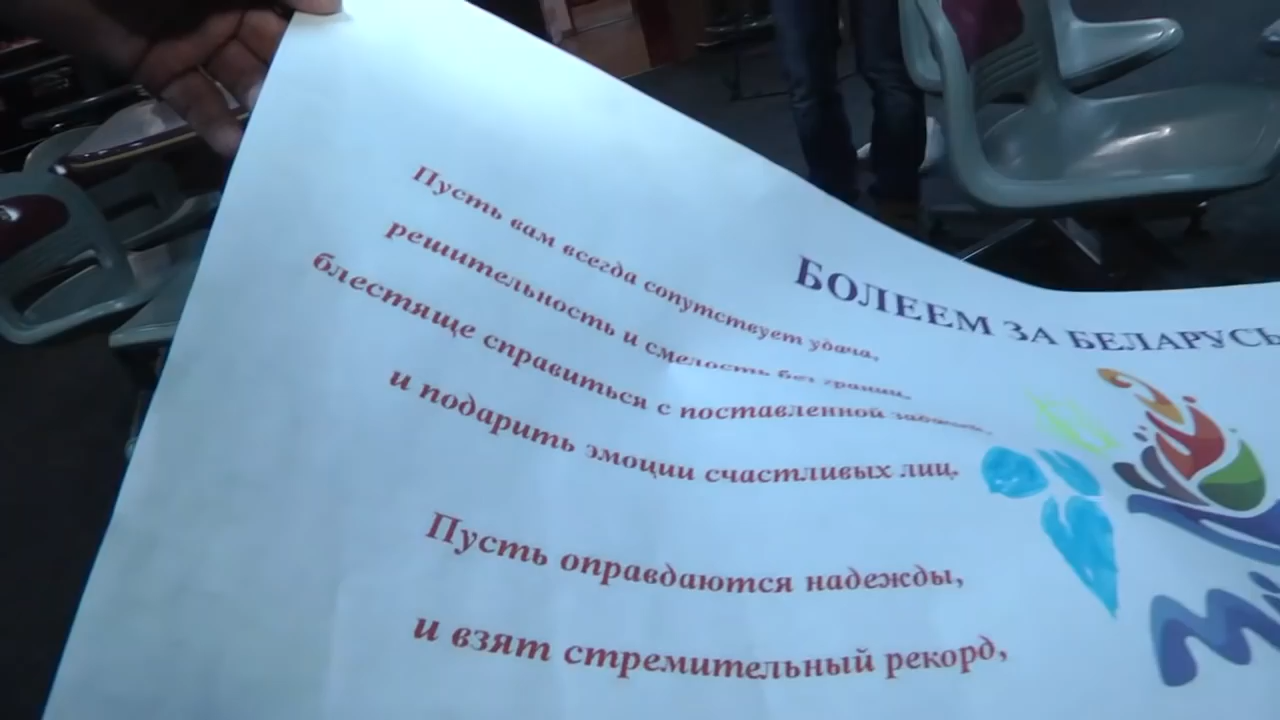 Пусть вам всегда сопутствует удача,
решительность и смелость без границ,
блестяще справиться с поставленной
и подарить эмоции счастливых лиц.
Пусть оправдаются надежды,
и взят стремительный рекорд,
БОЛЕЕМ ЗА БЕЛАРУСЬ